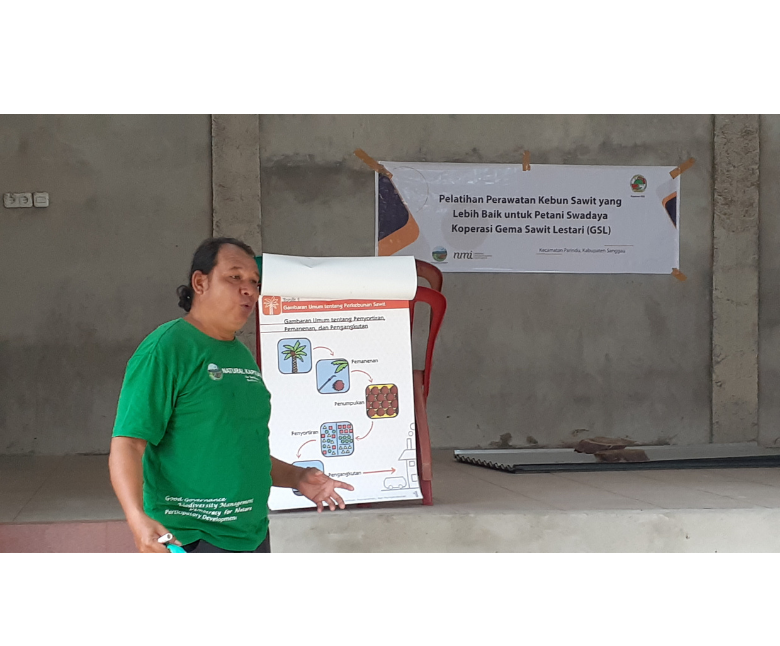 Pelatihan Perawatan Kebun Sawit yang
Lebih Baik untuk Petani Swadaya
Koperasi Gema Sawit Lestari (GSL)
Kecamatan Parindu, Kabupaten Sanggau
nmi
Gambaran Umum tentang Perkebunan Sawit
Gambaran Umum tentang Penyortiran,
Pemanenan, dan Pengangkutan
Pemanenan
Penumpukan
Penyortiran
Pengangkutan
NATURAL KAPITAL
Good Governance
Biodiversity Management
Democracy for Nature
Participatory Development